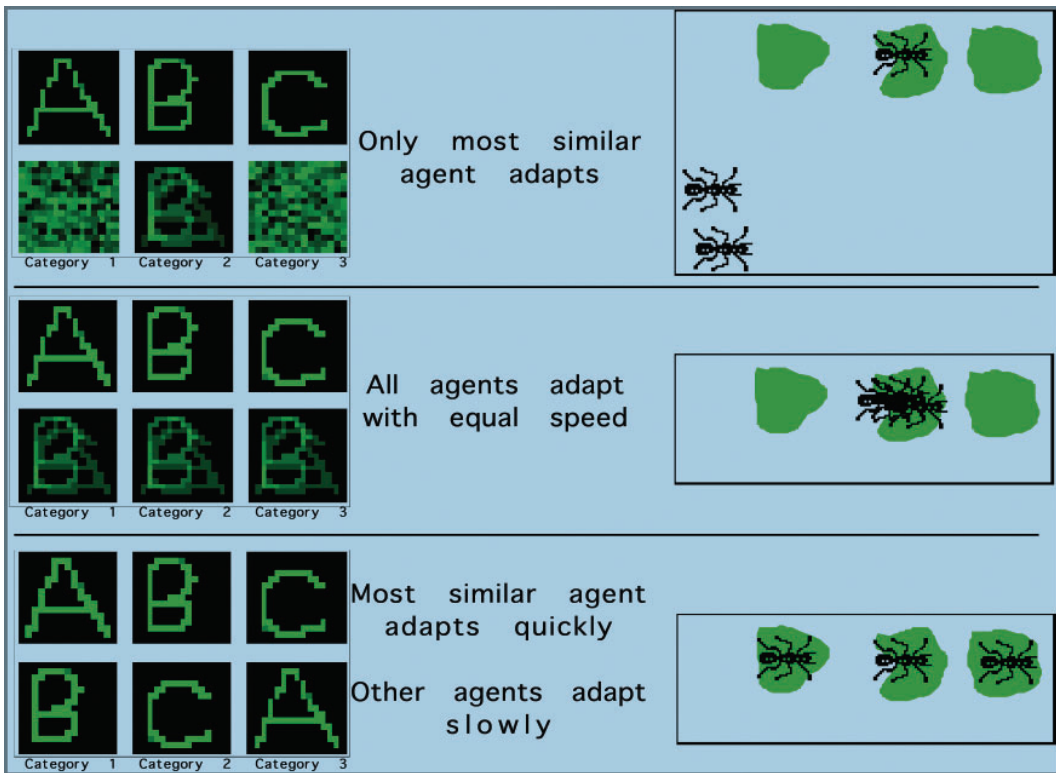 A B C
Only most similar
agent adapts
B
Category 1 Category 2 Category 3
A B C
All agents adapt
with equal speed
B B B
Category 1 Category 2 Category 3
A B C
Most similar agent
adapts quickly
B C A
Other agents adapt
slowly
Category 1 Category 2 Category 3